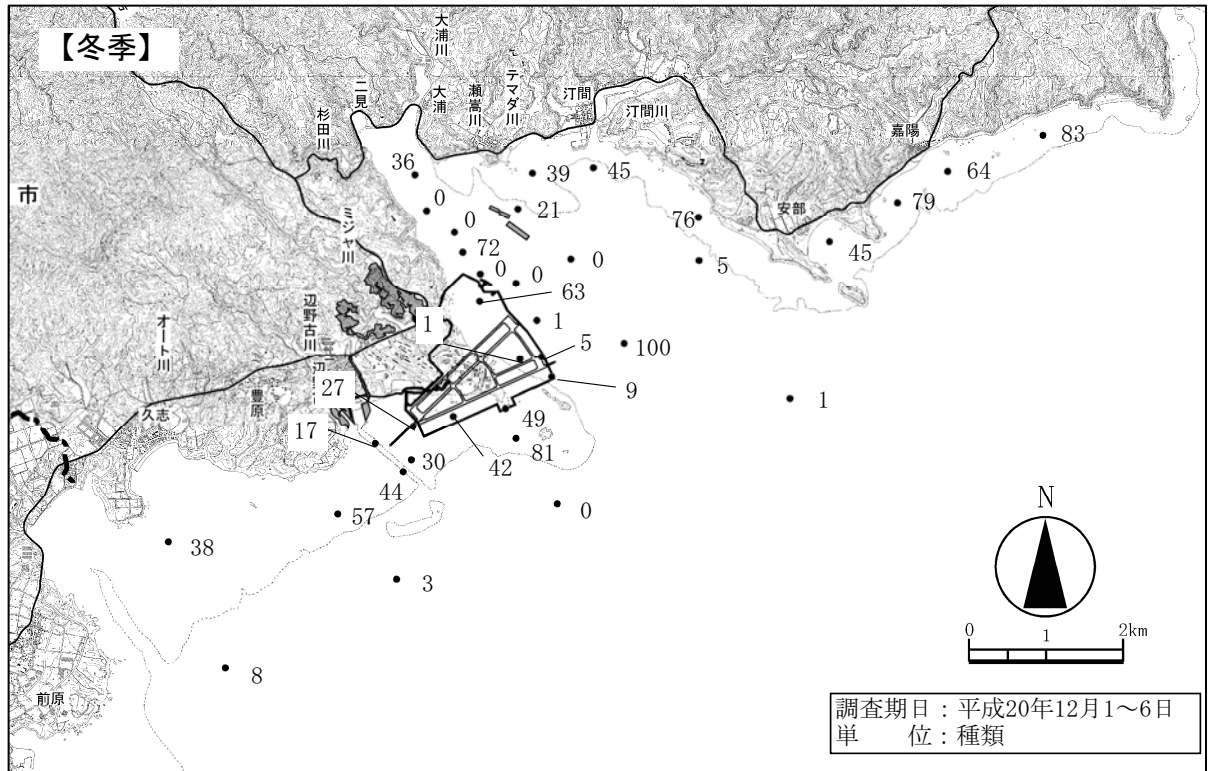 【冬季】
大浦川
大浦
瀬嵩川
テマダ川
汀間
汀間川
嘉陽
二見
杉田川
市
36
39
45
83
64
79
76
安部
45
5
0
21
0
72
0
0
0
63
ミジャ川
辺野古川
オート川
1
1
5
100
9
1
27
豊原
久志
49
17
42
81
30
44
57
0
38
3
8
前原
N
0 1 2km
調査期日:平成20年12月1~6日
単 位:種類